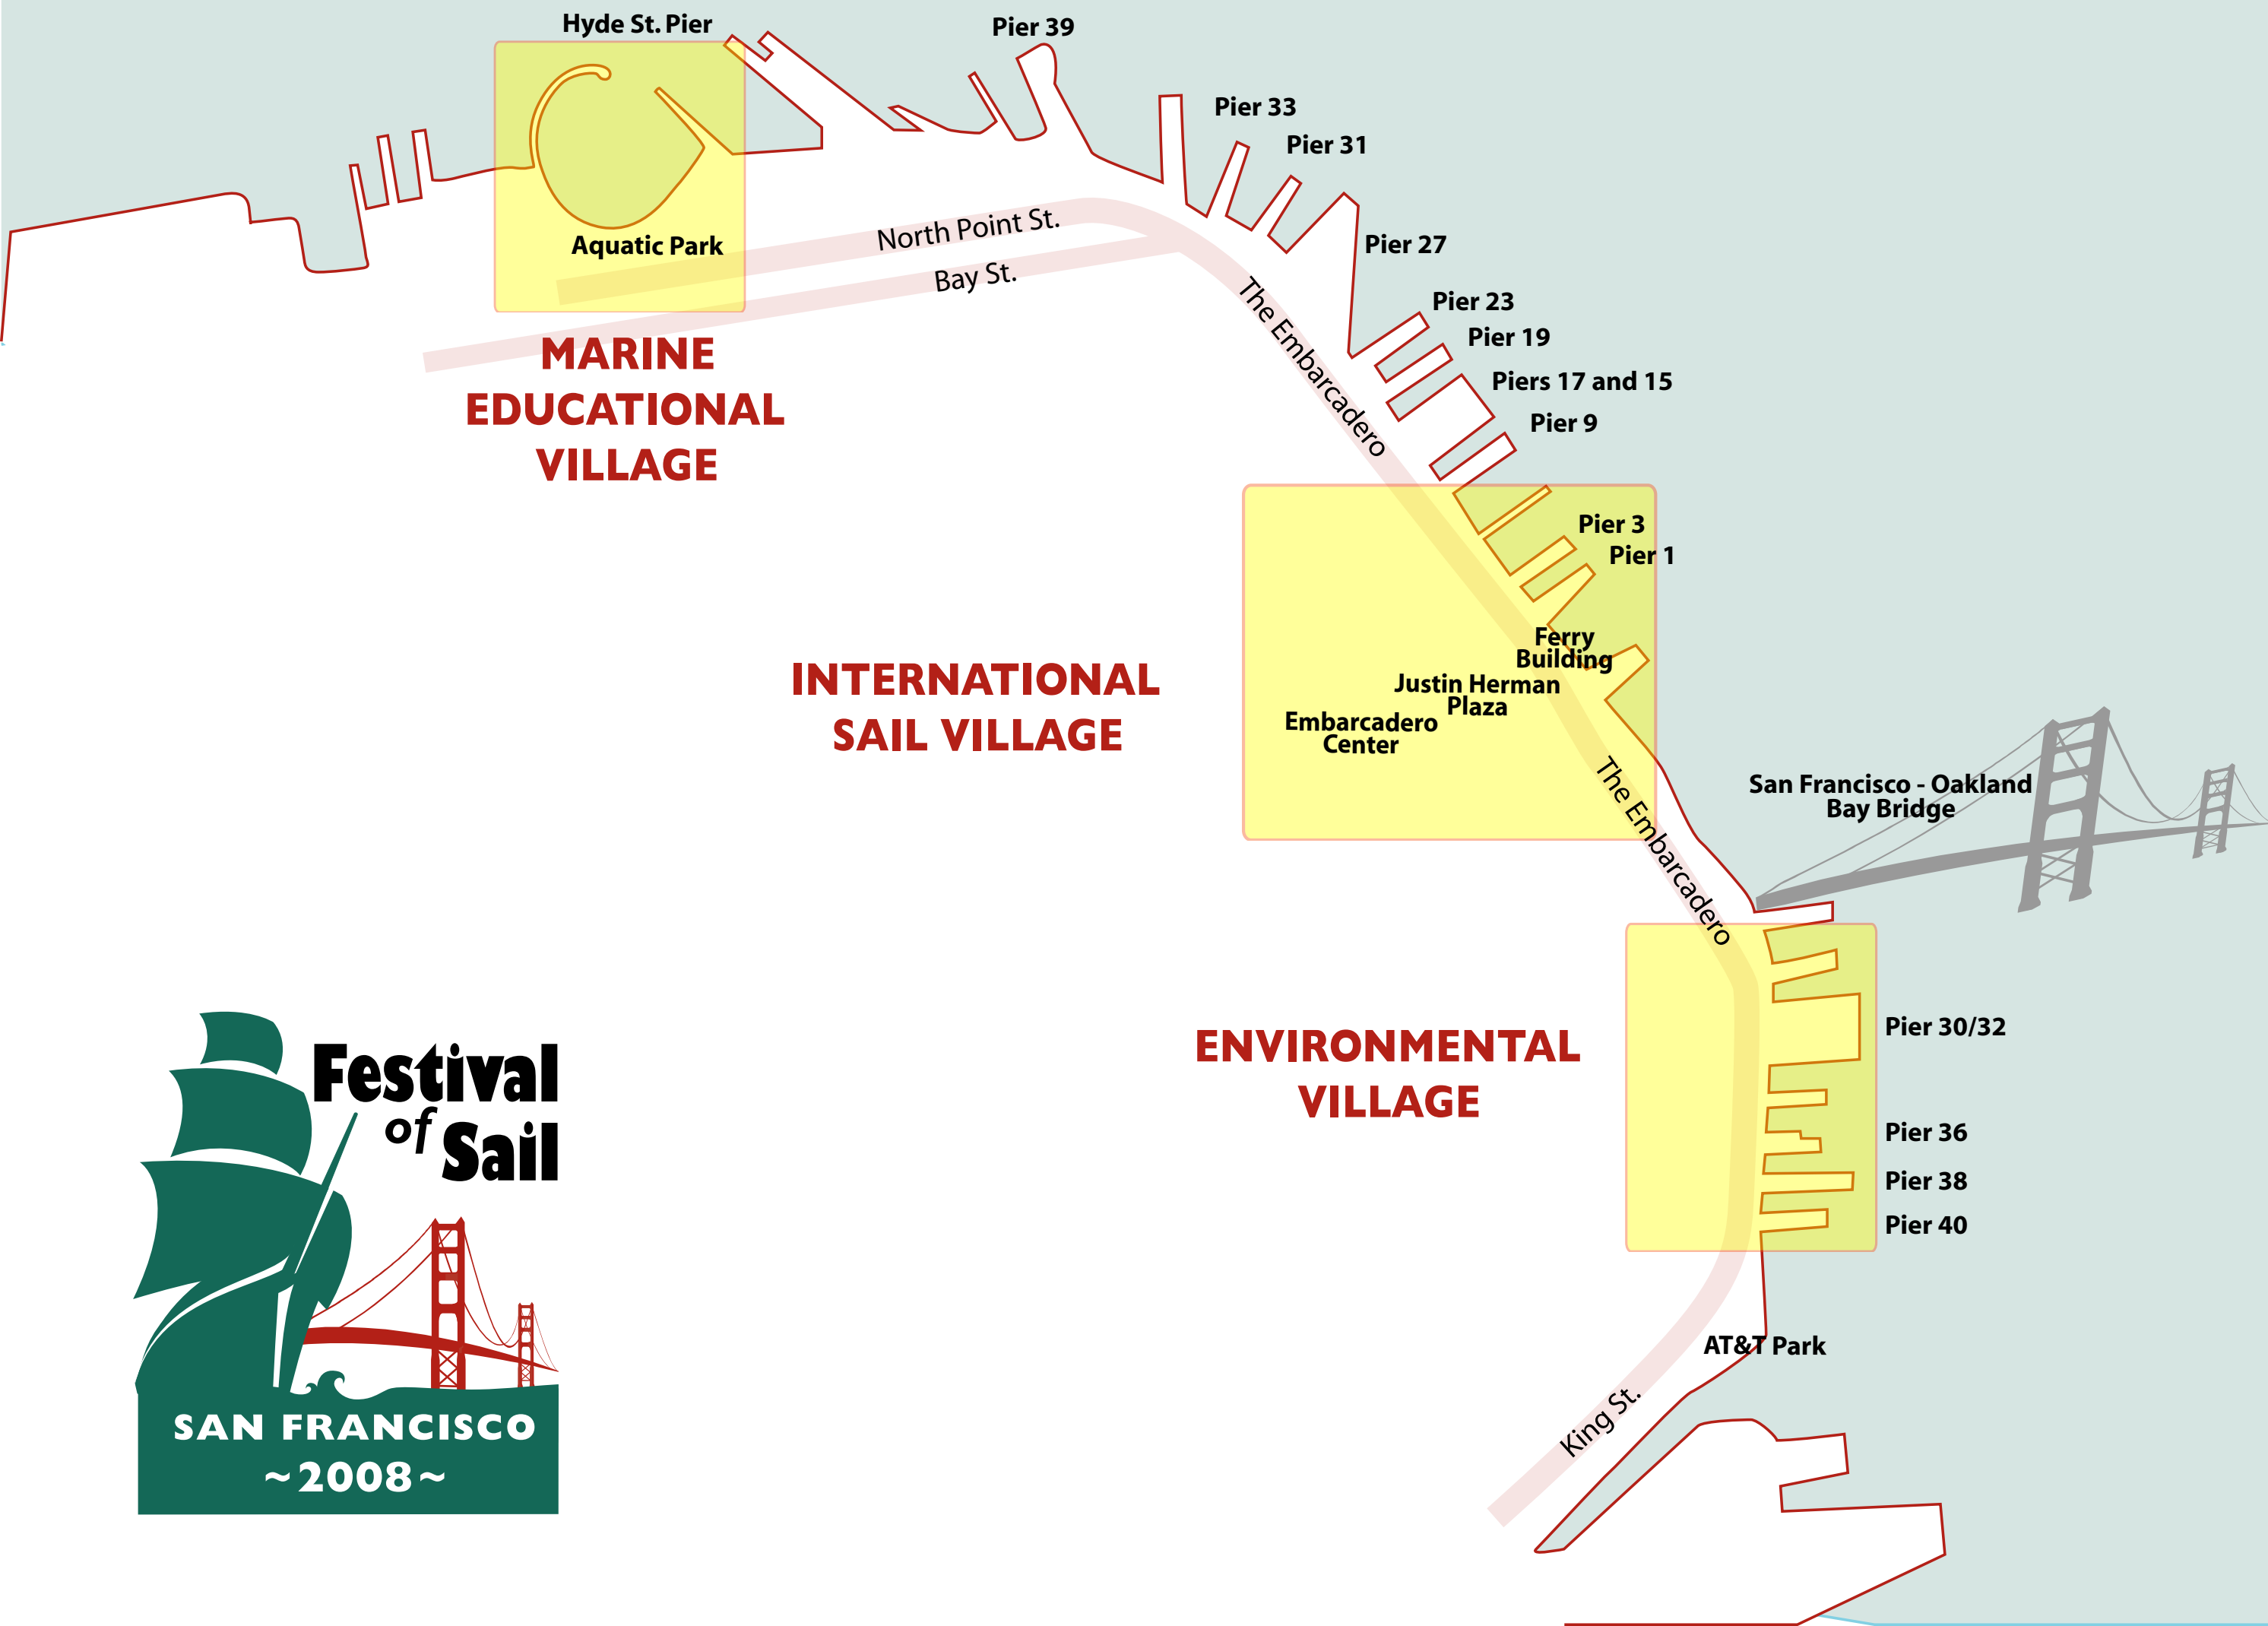 Hyde St. Pier
Pier 39
Pier 33
Pier 31
Aquatic Park
North Point St.
Bay St.
Pier 27
The Embarcadero
Pier 23
Pier 19
Piers 17 and 15
Pier 9
MARINE
EDUCATIONAL
VILLAGE
Pier 3
Pier 1
Ferry
Building
Justin Herman
Plaza
Embarcadero
Center
INTERNATIONAL
SAIL VILLAGE
The Embarcadero
San Francisco - Oakland
Bay Bridge
ENVIRONMENTAL
VILLAGE
Pier 30/32
Pier 36
Pier 38
Pier 40
AT&T Park
King St.
Festival
of
Sail
SAN FRANCISCO
~2008~